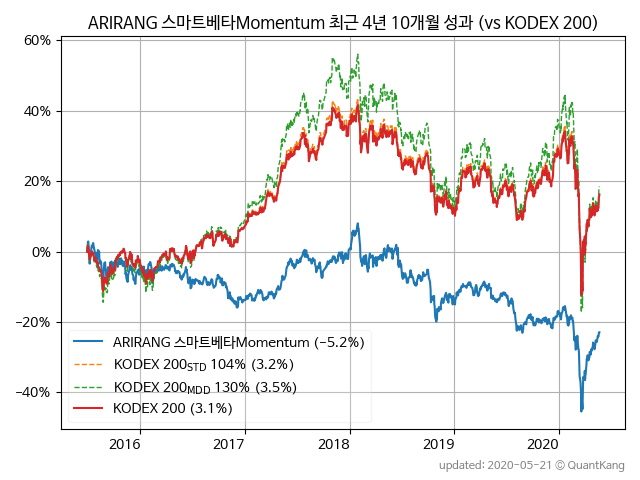 ARIRANG 스마트베타Momentum 최근 4년 10개월 성과 (vs KODEX 200)
60%
40%
20%
0%
−20%
−40%
ARIRANG 스마트베타Momentum (−5.2%)
KODEX 200STD 104% (3.2%)
KODEX 200MDD 130% (3.5%)
KODEX 200 (3.1%)
2016 2017 2018 2019 2020
updated: 2020-05-21 © QuantKang